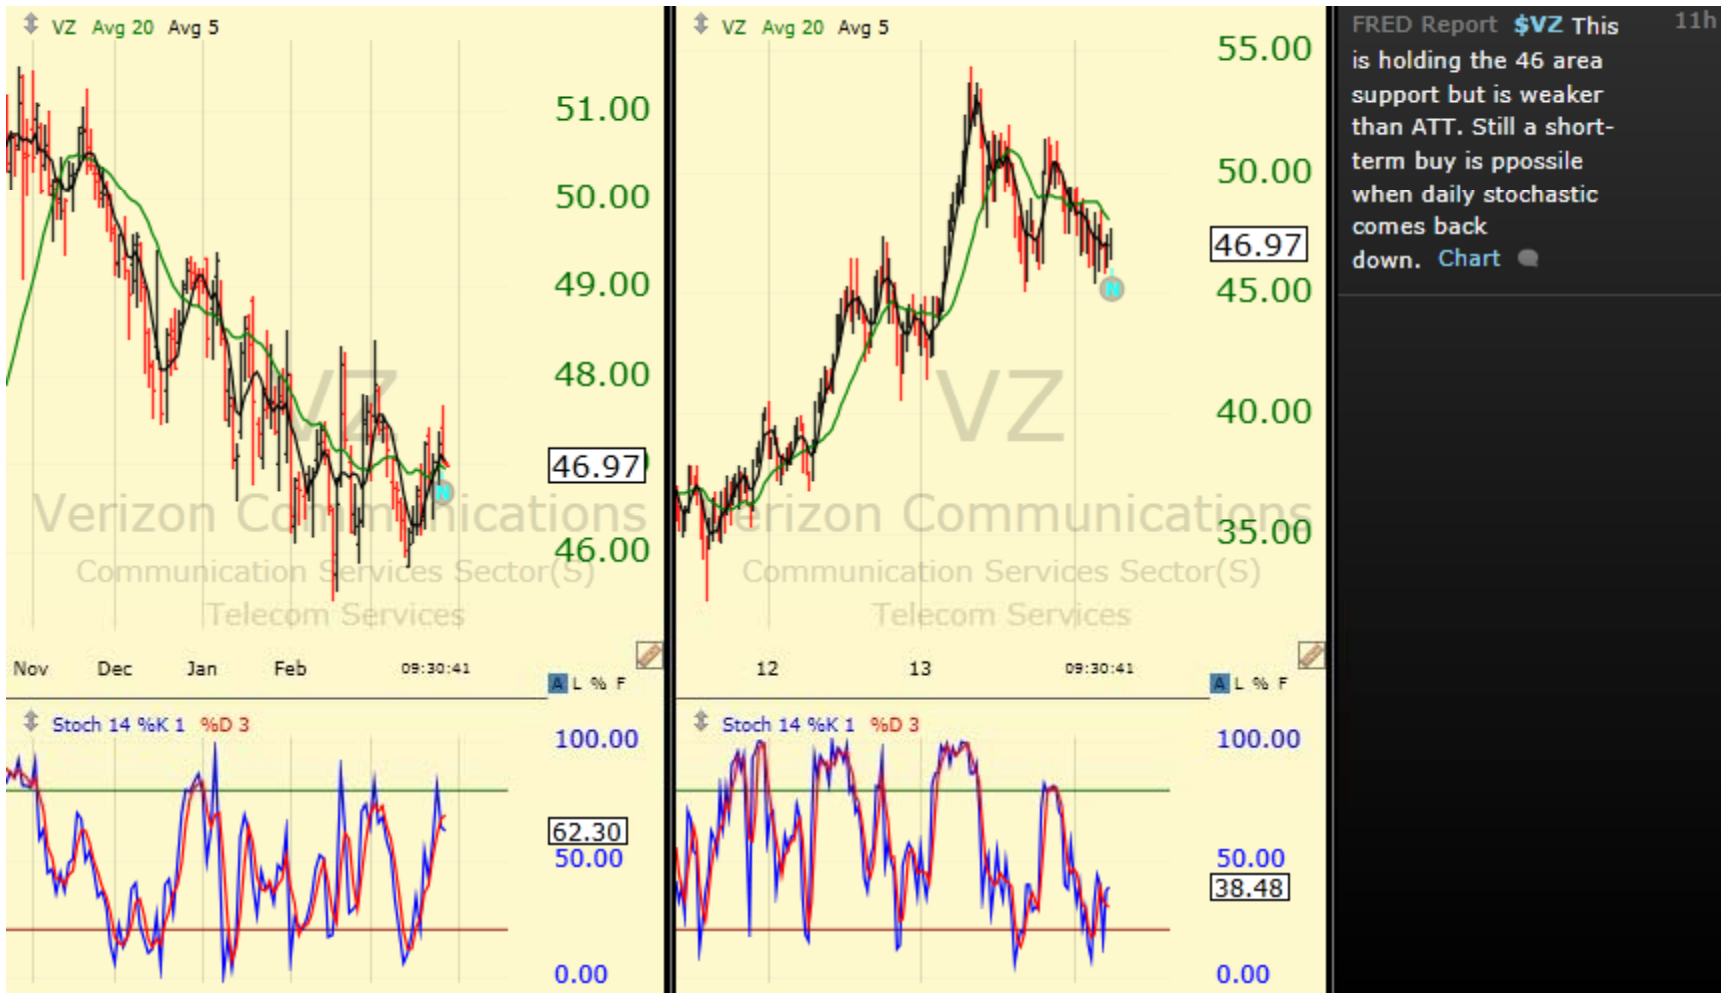 VZ Avg 20 Avg 5
51.00
50.00
49.00
48.00
46.97
46.00
VZ
Verizon Communications
Communication Services Sector(S)
Telecom Services
Nov Dec Jan Feb 09:30:41
A L % F
Stoch 14 %K 1 %D 3
100.00
62.30
50.00
0.00
N
VZ Avg 20 Avg 5
55.00
50.00
46.97
45.00
40.00
35.00
VZ
erizon Communications
Communication Services Sector(S)
Telecom Services
12 13 09:30:41
A L % F
Stoch 14 %K 1 %D 3
100.00
50.00
38.48
0.00
N
FRED Report $VZ This 11h
is holding the 46 area
support but is weaker
than ATT. Still a short-
term buy is ppossile
when daily stochastic
comes back
down. Chart